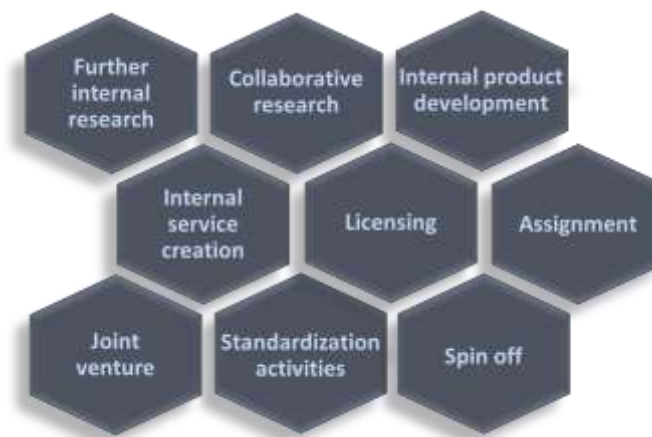 Further
internal
research
Collaborative
research
Internal product
development
Internal
service
creation
Licensing
Assignment
Joint
venture
Standardization
activities
Spin off